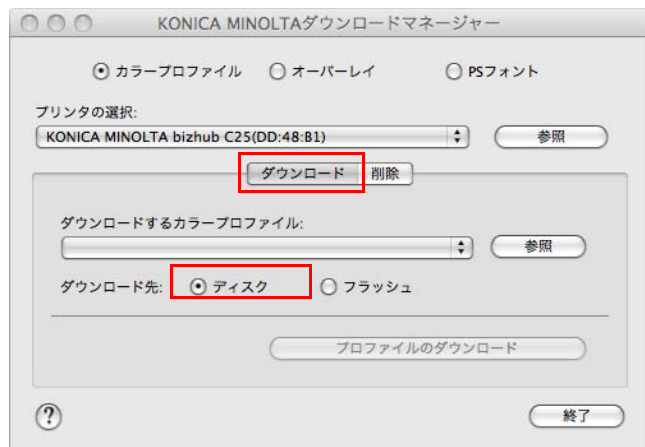 KONICA MINOLTAダウンロードマネージャー
カラープロファイル オーバーレイ PSフォント
プリンタの選択:
KONICA MINOLTA bizhub C25(DD:48:B1) 参照
ダウンロード 削除
ダウンロードするカラープロファイル:
参照
ダウンロード先: ディスク フラッシュ
プロファイルのダウンロード
? 終了